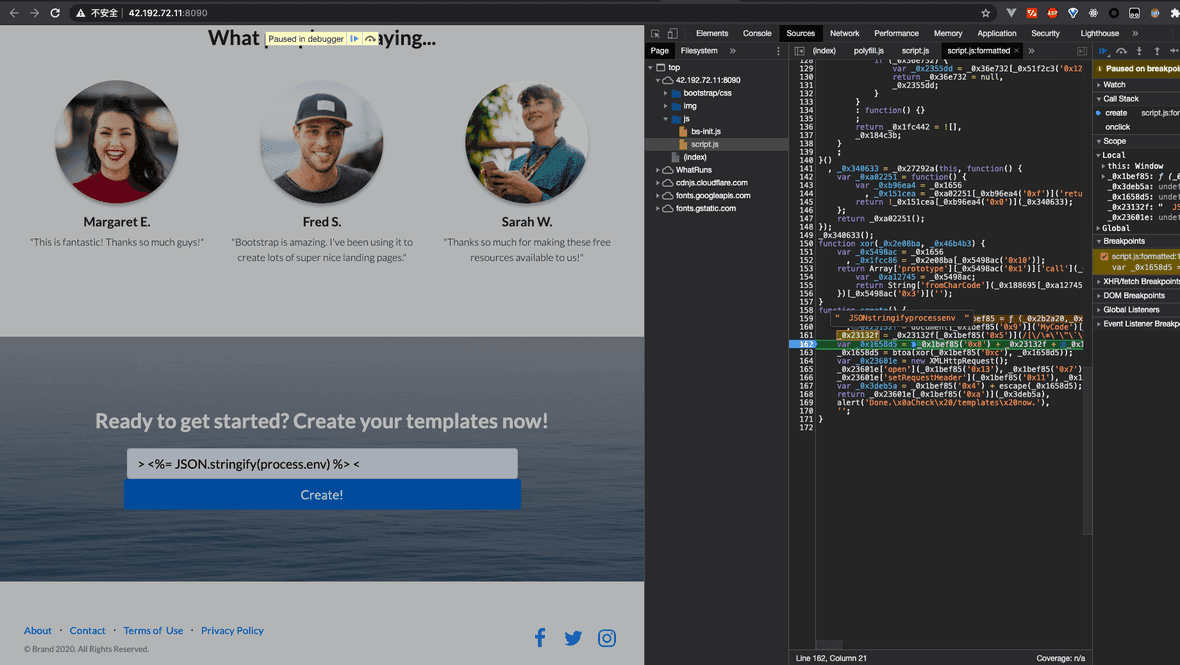 不安全 | 42.192.72.11:8090
Paused in debugger
"This is fantastic! Thanks so much guys!"
Margaret E.
Fred S.
"Bootstrap is amazing. I've been using it to
create lots of super nice landing pages."
Sarah W.
"Thanks so much for making these free
resources available to us!"
Ready to get started? Create your templates now!
> <%= JSON.stringify(process.env) %> <
Create!
About · Contact · Terms of Use · Privacy Policy
© Brand 2020. All Rights Reserved.
Elements Console Sources Network Performance Memory Application Security Lighthouse »
Page Filesystem »
top
42.192.72.11:8090
bootstrap/css
img
js
bs-init.js
script.js
(index)
WhatRuns
cdnjs.cloudflare.com
fonts.googleapis.com
fonts.gstatic.com
(index) polyfill.js script.js script.js:formatted × »
129 var _0x2355dd = _0x36e732[_0x51f2c3('0x12
130 return _0x36e732 = null,
131 _0x2355dd;
132 }
133 }
134 : function() {}
135 ;
136 return _0x1fc442 = ![],
137 _0x184c3b;
138 }
139 ;
140 }()
141 , _0x340633 = _0x27292a(this, function() {
142 var _0xa02251 = function() {
143 var _0xb96ea4 = _0x1656
144 , _0x151cea = _0xa02251[_0xb96ea4('0xf')]('retu
145 return !_0x151cea[_0xb96ea4('0x0')](_0x340633);
146 };
147 return _0xa02251();
148 });
149 _0x340633();
150 function xor(_0x2e08ba, _0x46b4b3) {
151 var _0x5498ac = _0x1656
152 , _0x1fcc86 = _0x2e08ba[_0x5498ac('0x10')];
153 return Array['prototype'][_0x5498ac('0x1')]['call'](_
154 var _0xa12745 = _0x5498ac;
155 return String['fromCharCode'](_0x188695[_0xa12745
156 })[_0x5498ac('0x3')]('');
157 }
158 function create() {
" JSONstringifyprocessenv "
159 bef85 = ƒ (_0x2b2a20,_0
160
161 _0x23132f = _0x23132f[_0x1bef85('0x5')](
162 var _0x1658d5 = _0x1bef85('0x8') + _0x23132f + _0x1
163 _0x1658d5 = btoa(xor(_0x1bef85('0xc'), _0x1658d5));
164 var _0x23601e = new XMLHttpRequest();
165 _0x23601e['open'](_0x1bef85('0x13'), _0x1bef85('0x7')
166 _0x23601e['setRequestHeader'](_0x1bef85('0x11'), _0x1
167 var _0x3deb5a = _0x1bef85('0x4') + escape(_0x1658d5);
168 return _0x23601e[_0x1bef85('0xa')](_0x3deb5a),
169 alert('Done.\x0aCheck\x20/templates\x20now.'),
170 '';
171 }
172
Line 162, Column 21
Coverage: n/a
Paused on breakpoi
Watch
Call Stack
create script.js:for
onclick
Scope
Local
this: Window
_0x1bef85: ƒ (_0
_0x3deb5a: undef
_0x1658d5: undef
_0x23132f: " JS
_0x23601e: undef
Global
Breakpoints
script.js:formatted:1
var _0x1658d5 =
XHR/fetch Breakpoints
DOM Breakpoints
Global Listeners
Event Listener Breakp